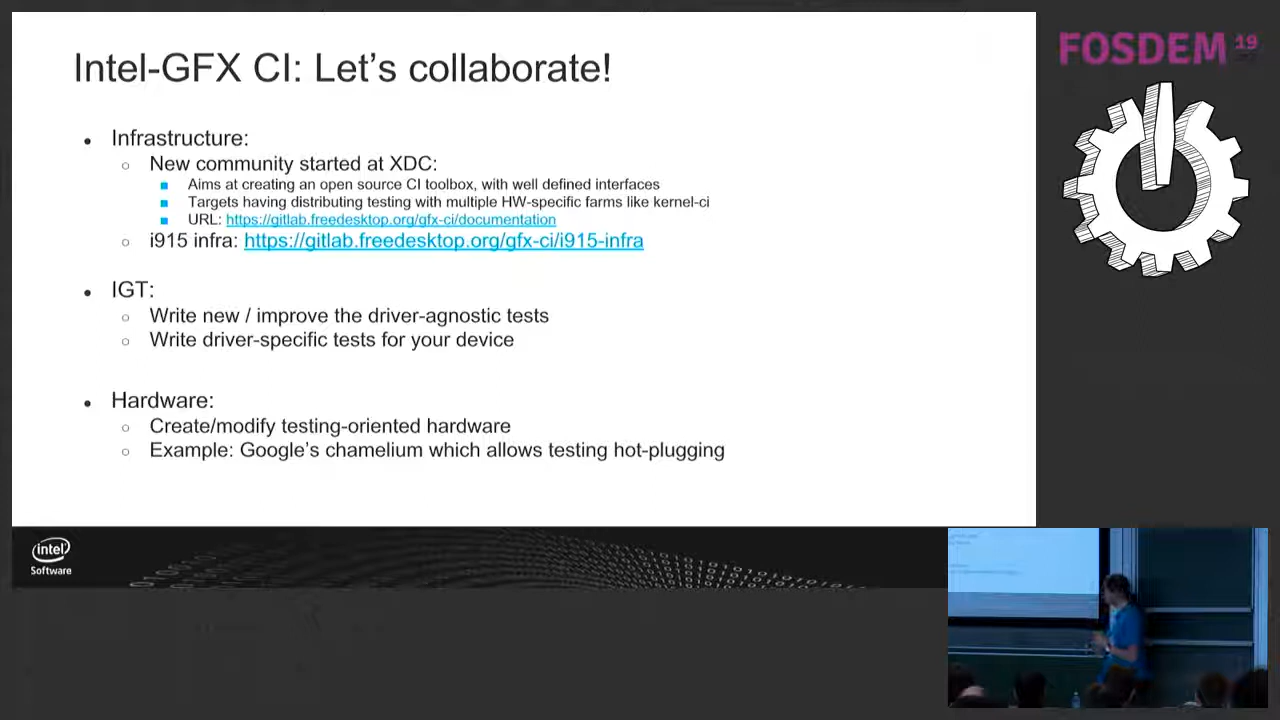 Intel-GFX CI: Let's collaborate!
FOSDEM 19
• Infrastructure:
○ New community started at XDC:
■ Aims at creating an open source CI toolbox, with well defined interfaces
■ Targets having distributing testing with multiple HW-specific farms like kernel-ci
■ URL: https://gitlab.freedesktop.org/gfx-ci/documentation
○ i915 infra: https://gitlab.freedesktop.org/gfx-ci/i915-infra
• IGT:
○ Write new / improve the driver-agnostic tests
○ Write driver-specific tests for your device
• Hardware:
○ Create/modify testing-oriented hardware
○ Example: Google's chamelium which allows testing hot-plugging
intel
Software